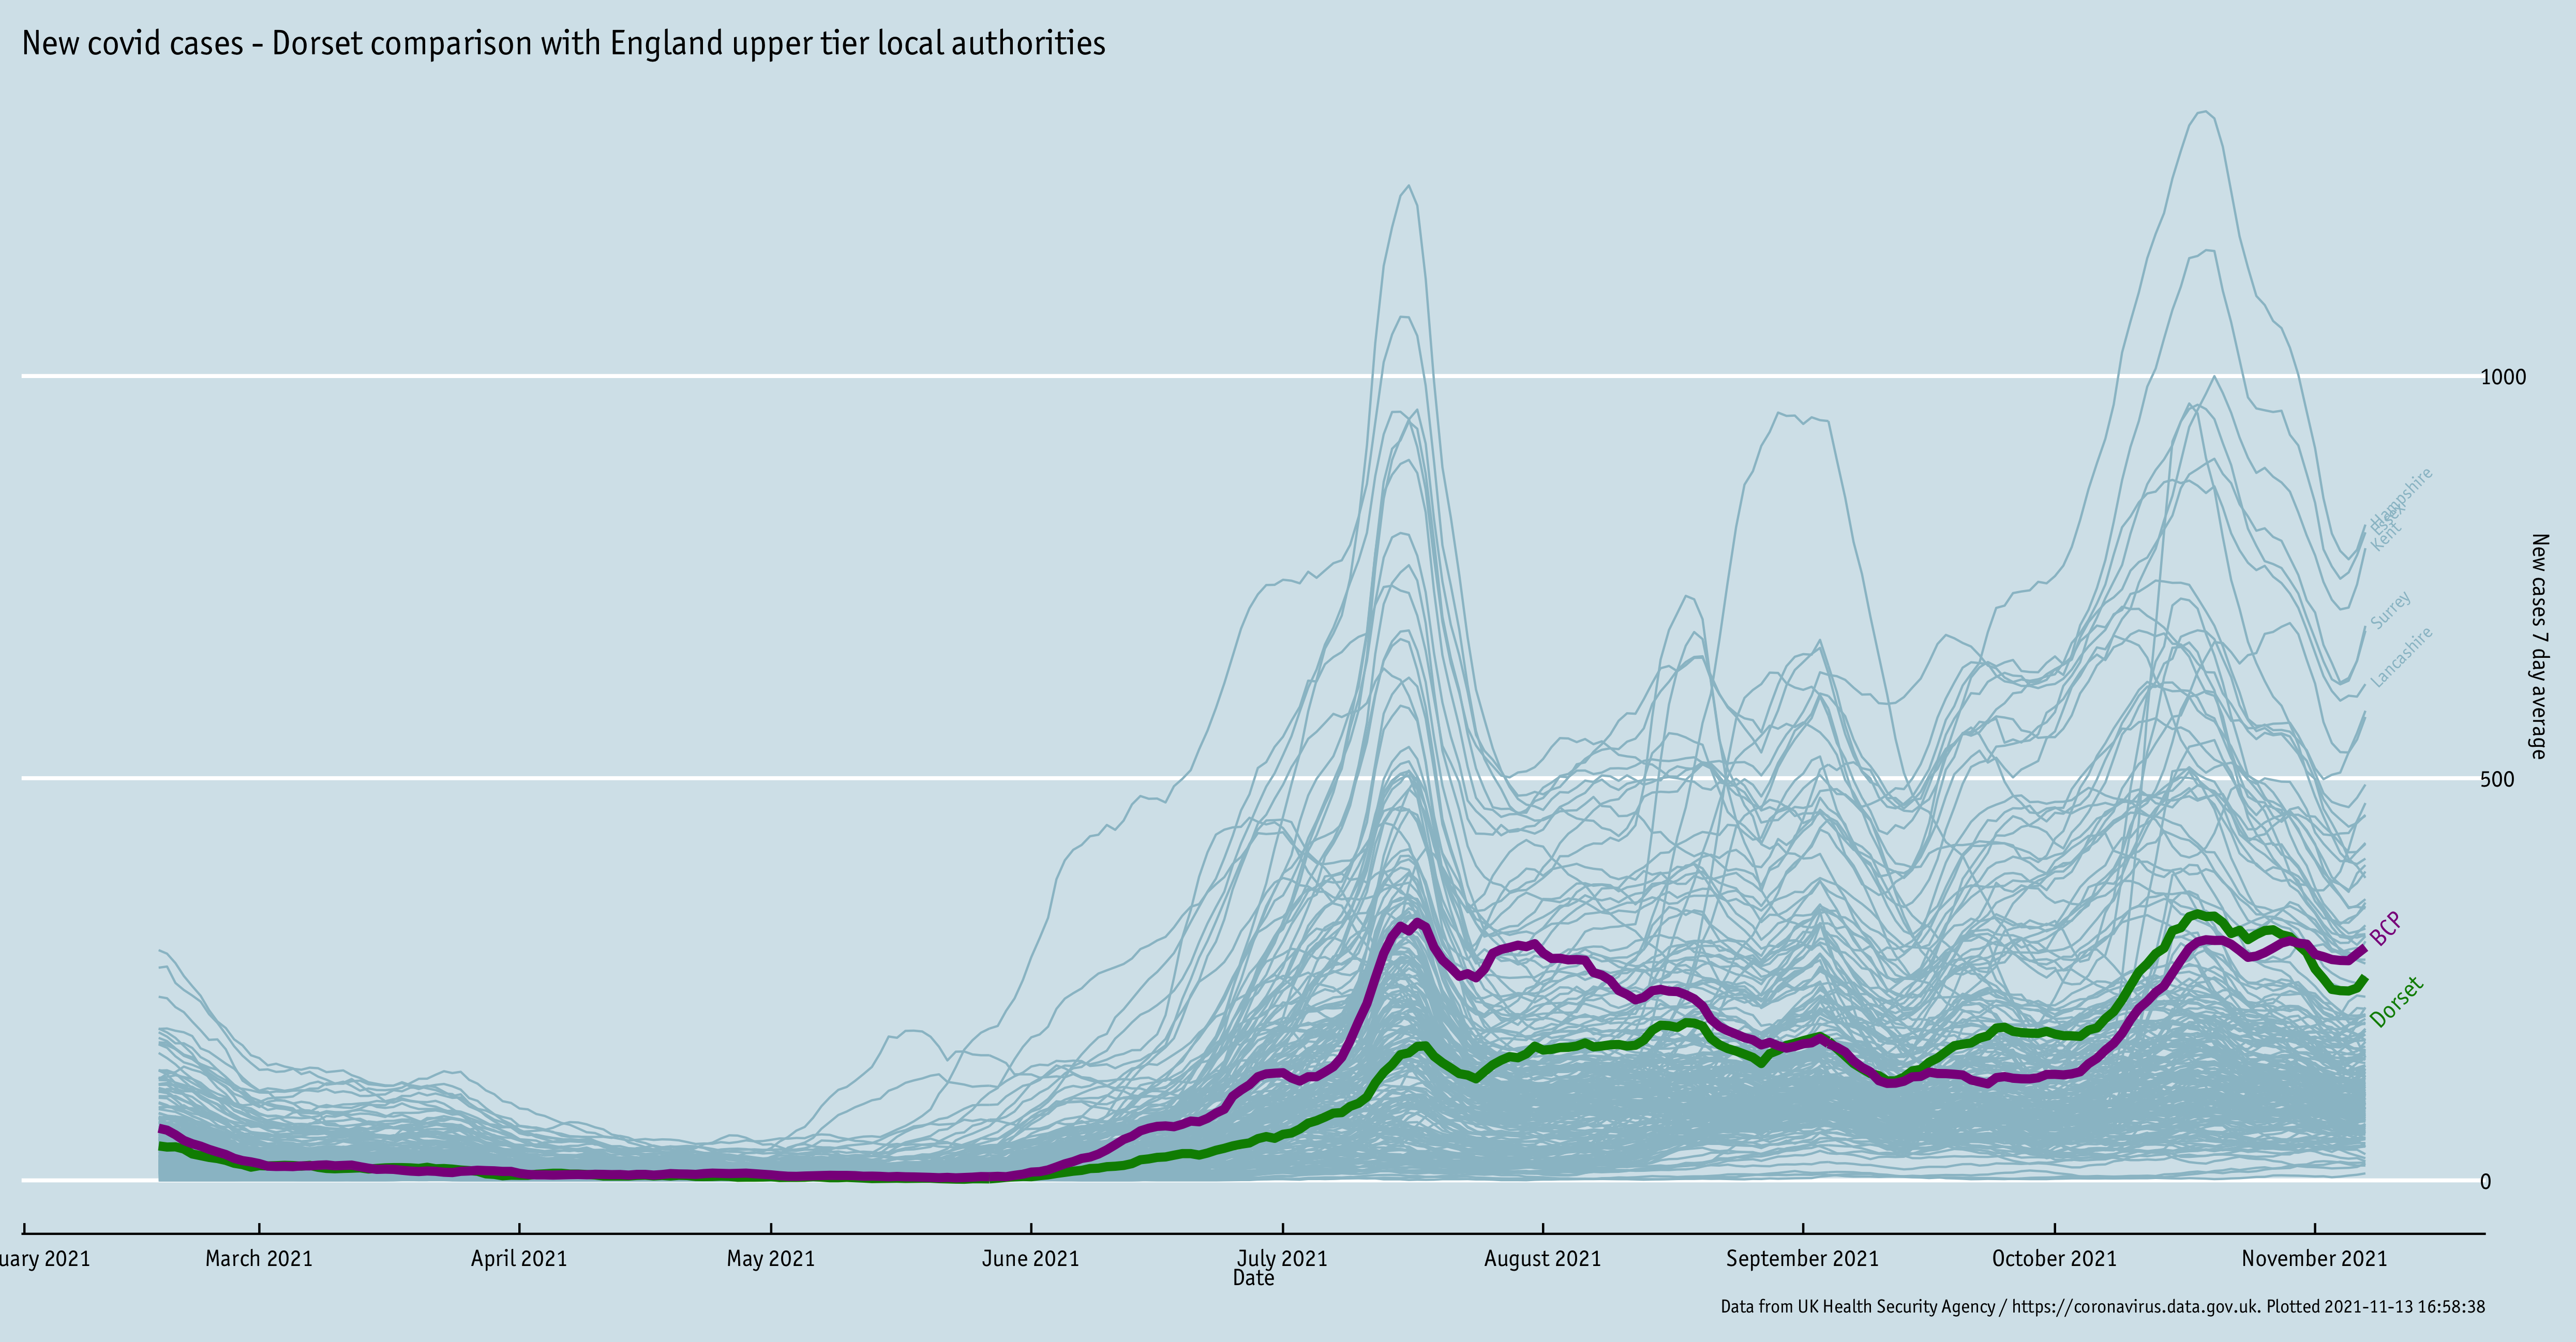 New covid cases - Dorset comparison with England upper tier local authorities
1000
Hampshire
Essex
Kent
New cases 7 day average
Surrey
Lancashire
500
BCP
Dorset
0
uary 2021
March 2021
April 2021
May 2021
June 2021
July 2021
August 2021
September 2021
October 2021
November 2021
Date
Data from UK Health Security Agency / https://coronavirus.data.gov.uk. Plotted 2021-11-13 16:58:38